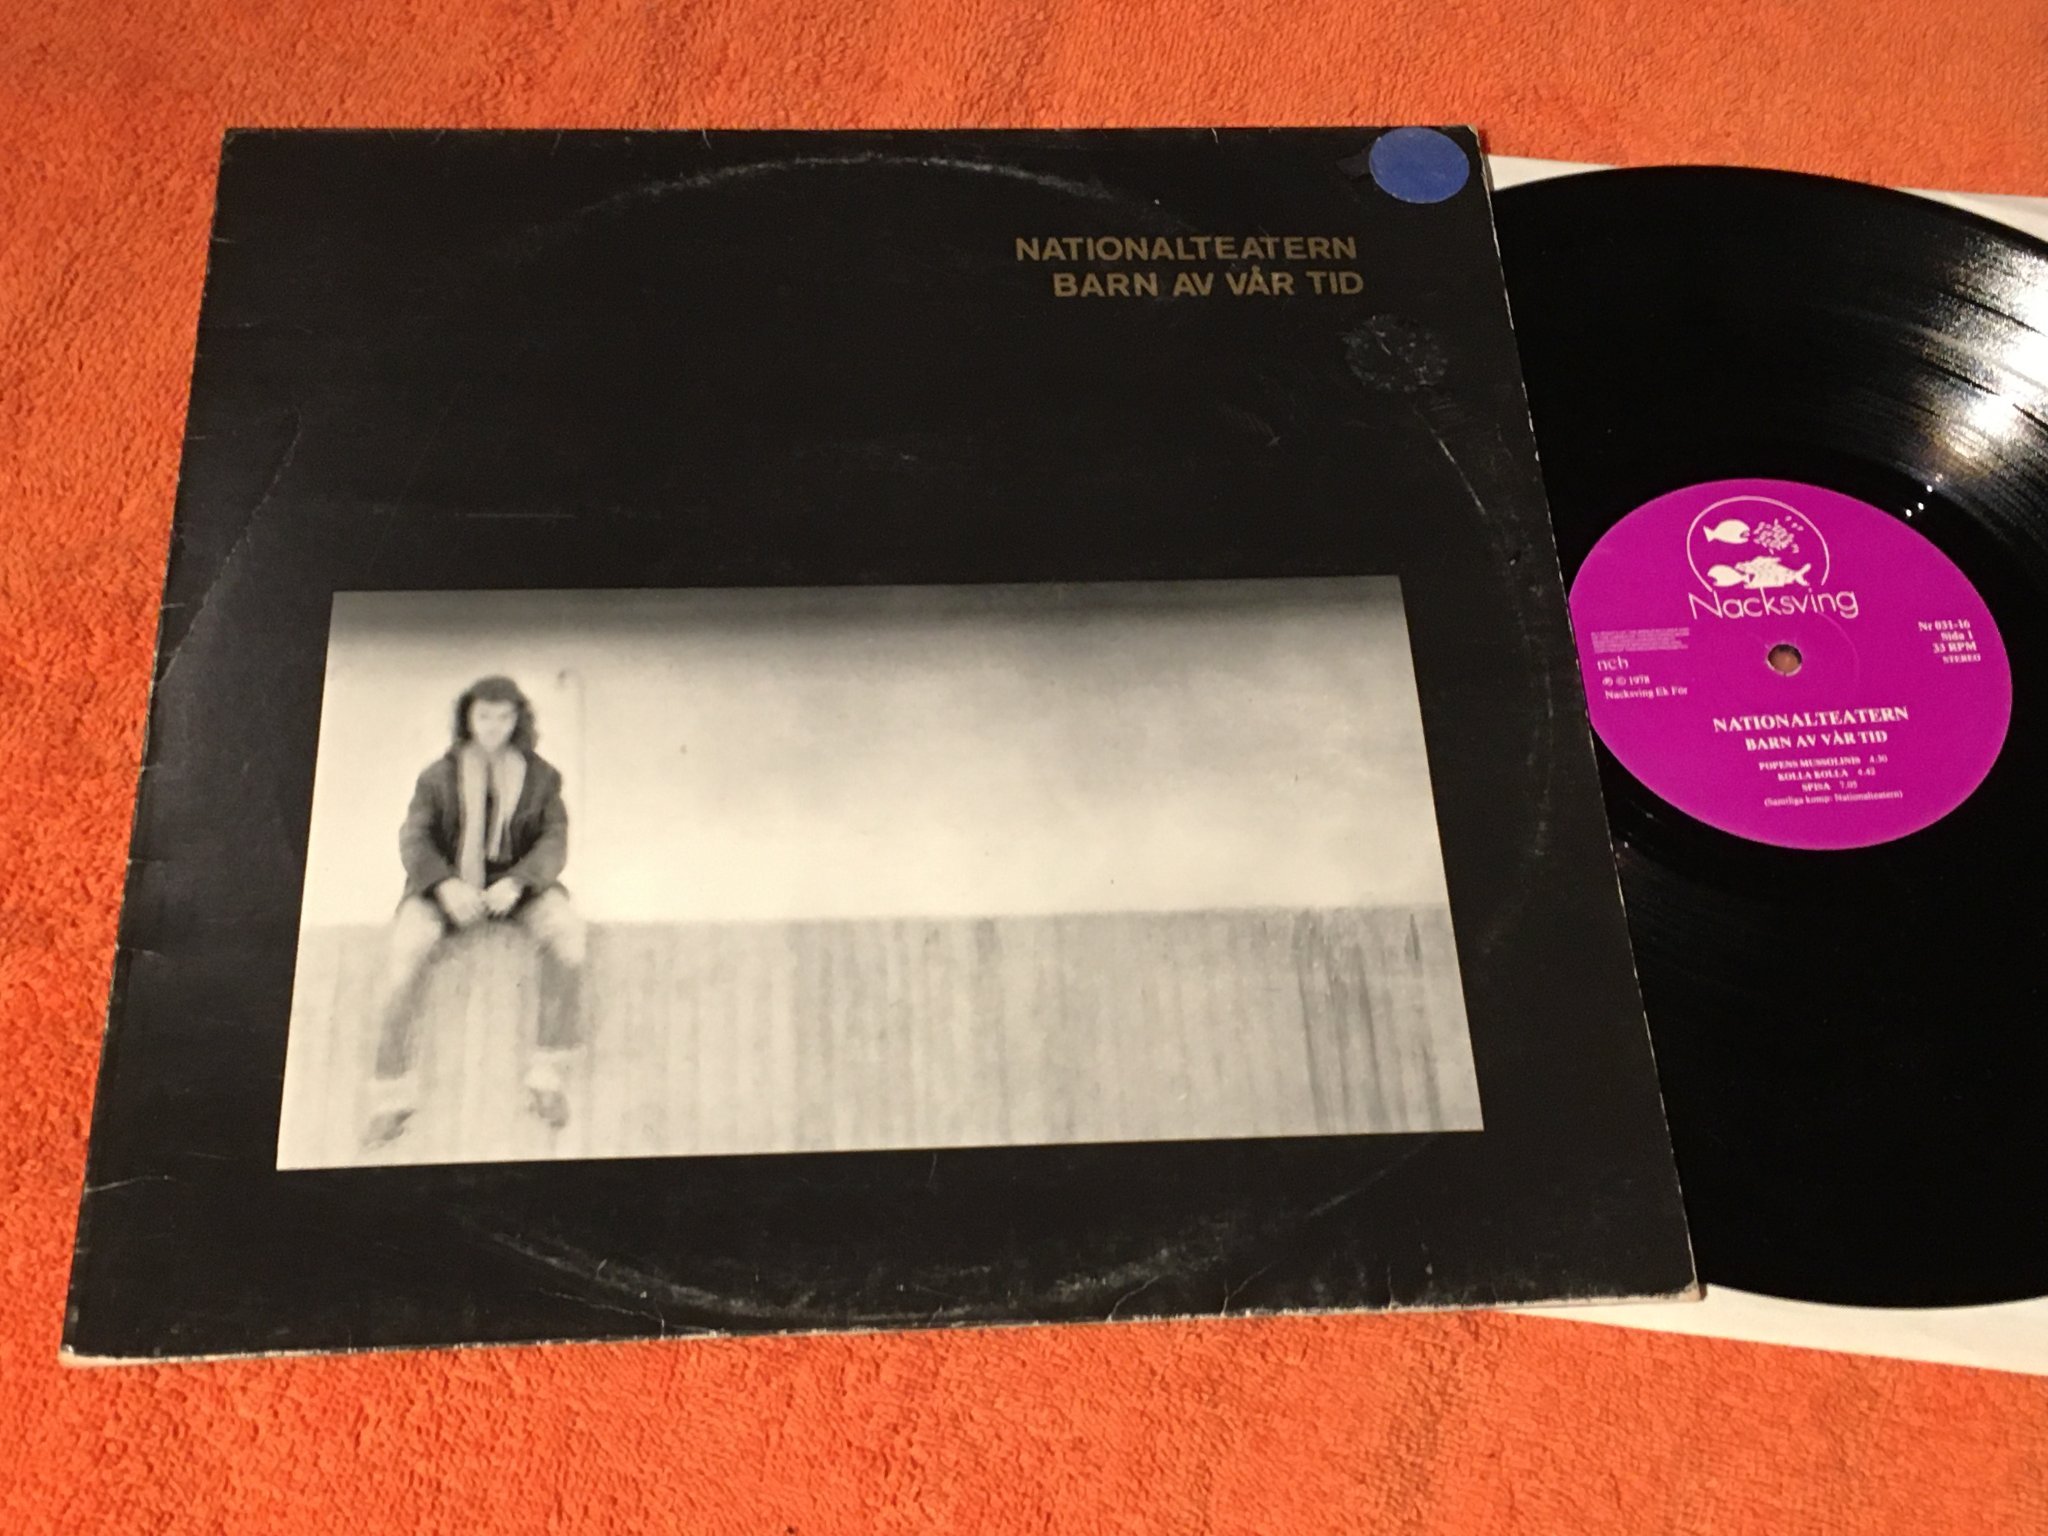 NATIONALTEATERN
BARN AV VÅR TID
Nacksving
Nr 031-16
Sida 1
33 RPM
STEREO
ncb
℗ © 1978
Nacksving Ek För
NATIONALTEATERN
BARN AV VÅR TID
POPENS MUSSOLINIS 4.30
KOLLA KOLLA 4.42
SPISA 7.05
(Samtliga komp: Nationalteatern)